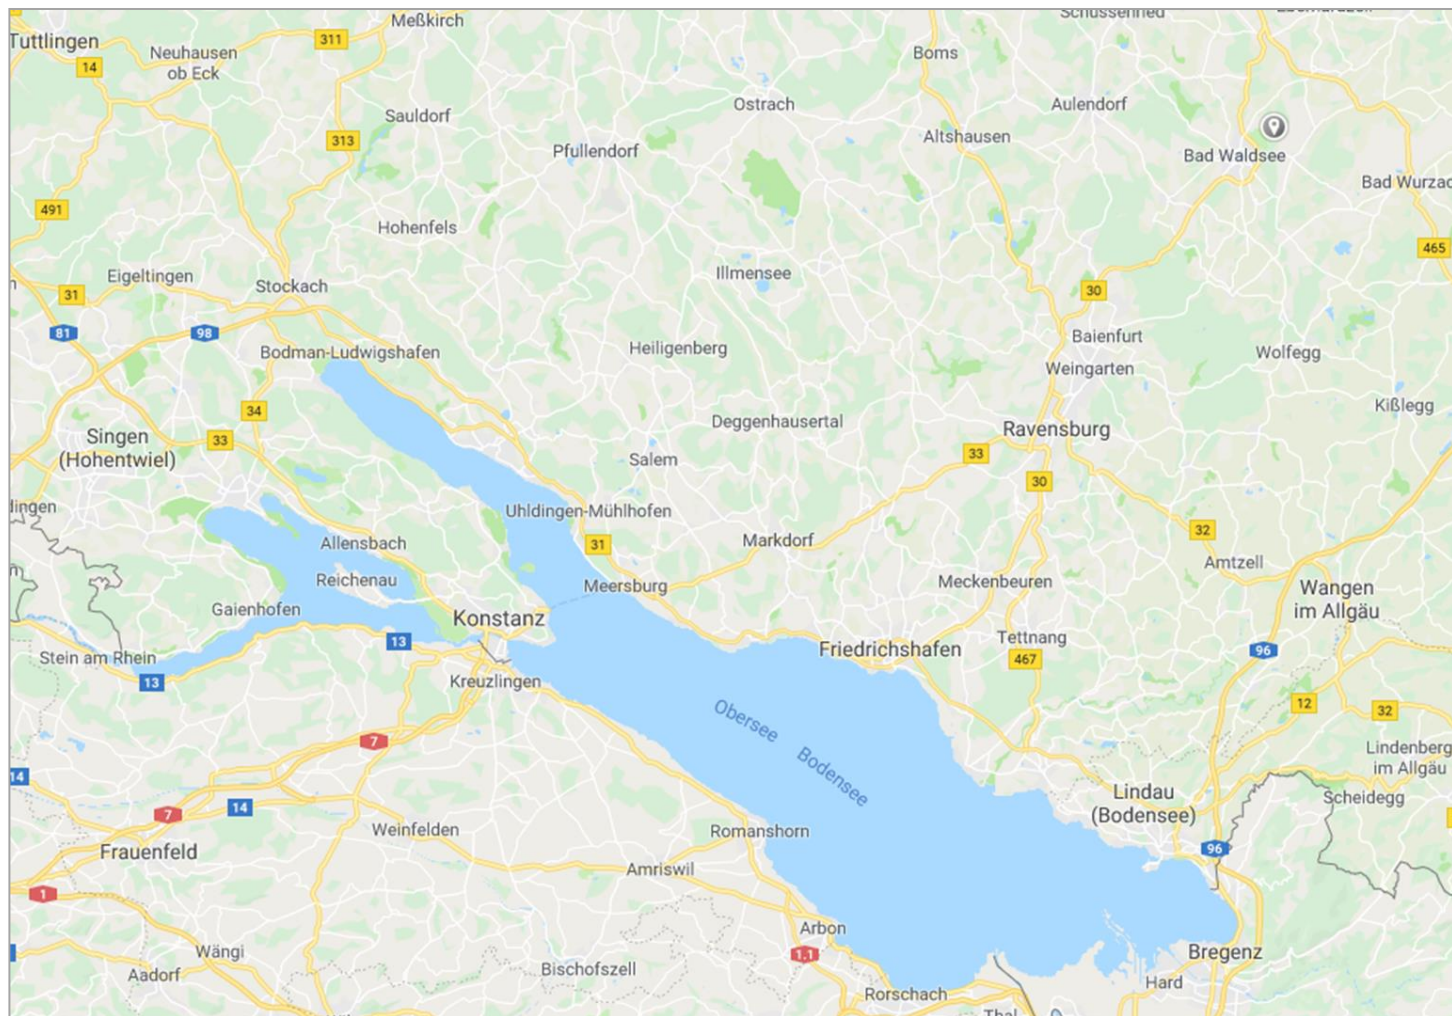 Meßkirch
Schussenried
Tuttlingen
311
Neuhausen
ob Eck
14
Boms
Sauldorf
Ostrach
Aulendorf
313
Altshausen
Pfullendorf
Bad Waldsee
Bad Wurzac
491
Hohenfels
465
Eigeltingen
Stockach
Illmensee
31
30
81
98
Baienfurt
Bodman-Ludwigshafen
Heiligenberg
Wolfegg
Weingarten
34
Kißlegg
Deggenhausertal
Singen
(Hohentwiel)
33
Ravensburg
33
Salem
30
lingen
Uhldingen-Mühlhofen
32
Allensbach
31
Markdorf
Amtzell
Reichenau
Meersburg
Meckenbeuren
Wangen
im Allgäu
Gaienhofen
Konstanz
13
Tettnang
Friedrichshafen
96
Stein am Rhein
467
13
Kreuzlingen
12
32
Obersee
Bodensee
7
Lindenberg
im Allgäu
14
Lindau
(Bodensee)
Scheidegg
7
14
Weinfelden
Romanshorn
96
Frauenfeld
Amriswil
1
Arbon
Wängi
1.1
Bregenz
Aadorf
Bischofszell
Hard
Rorschach
Thal